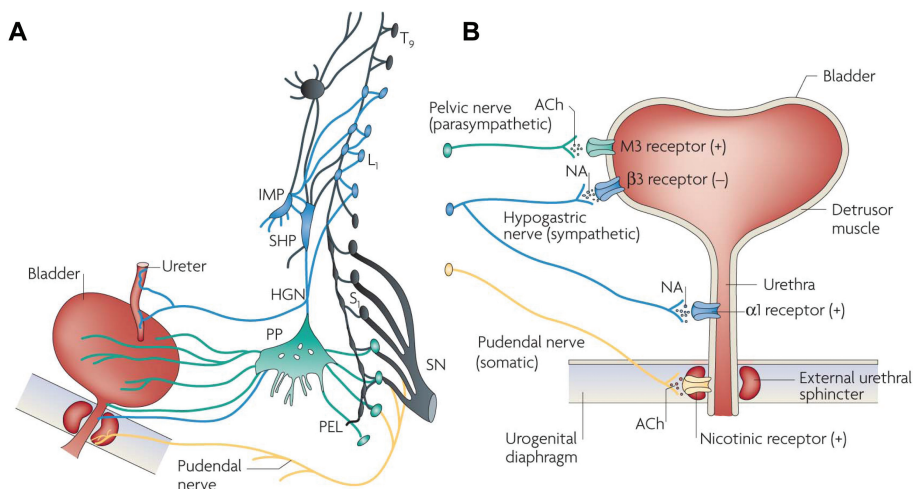 A
T9
L1
IMP
SHP
Bladder
Ureter
HGN
S1
PP
SN
PEL
Pudendal
nerve
B
Bladder
Pelvic nerve
(parasympathetic)
ACh
M3 receptor (+)
NA
β3 receptor (–)
Hypogastric
nerve (sympathetic)
Detrusor
muscle
Urethra
NA
α1 receptor (+)
Pudendal nerve
(somatic)
External urethral
sphincter
ACh
Urogenital
diaphragm
Nicotinic receptor (+)